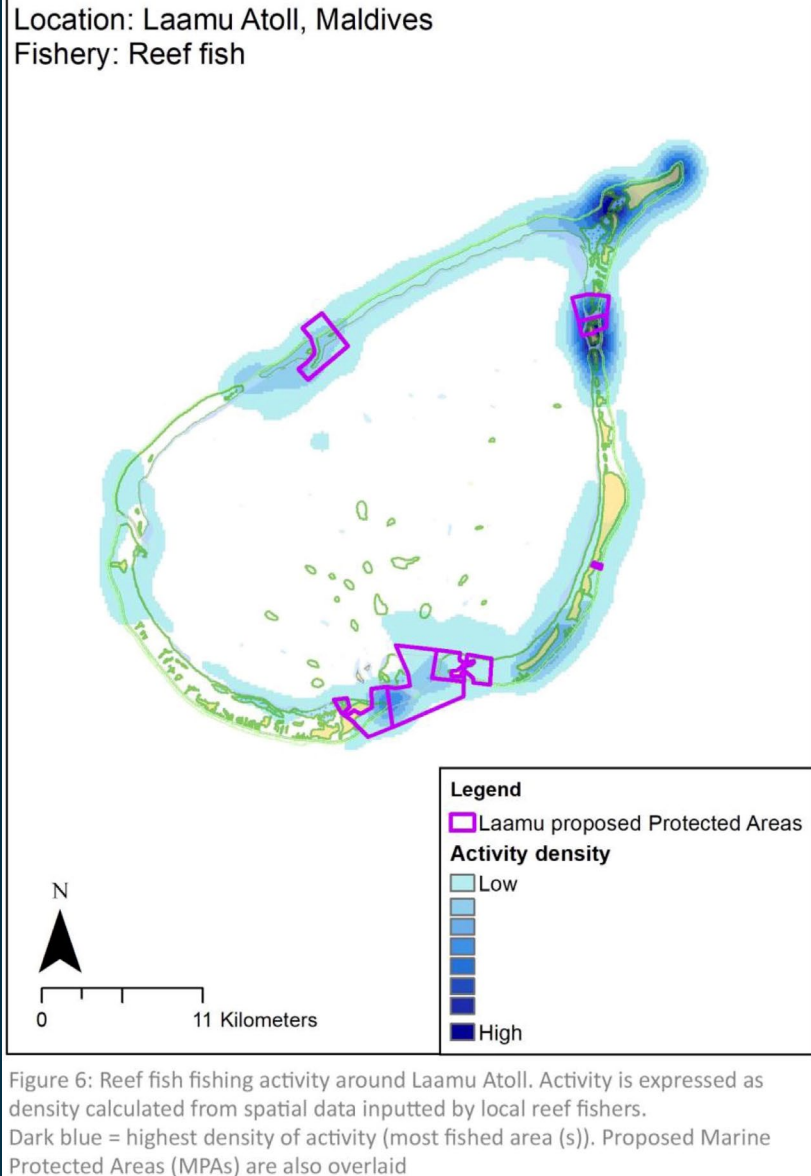 Location: Laamu Atoll, Maldives
Fishery: Reef fish
Legend
Laamu proposed Protected Areas
Activity density
Low
High
N
0 11 Kilometers
Figure 6: Reef fish fishing activity around Laamu Atoll. Activity is expressed as
density calculated from spatial data inputted by local reef fishers.
Dark blue = highest density of activity (most fished area (s)). Proposed Marine
Protected Areas (MPAs) are also overlaid